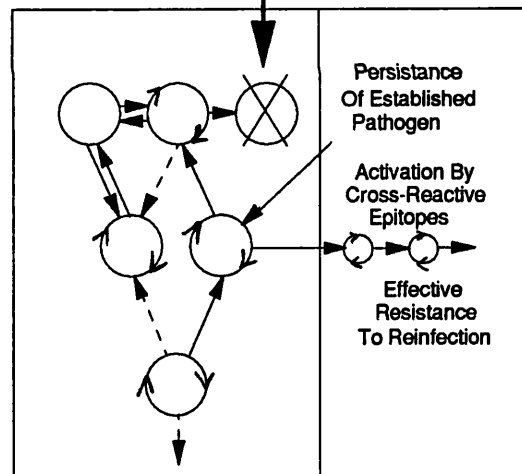 Persistance
Of Established
Pathogen
Activation By
Cross-Reactive
Epitopes
Effective
Resistance
To Reinfection